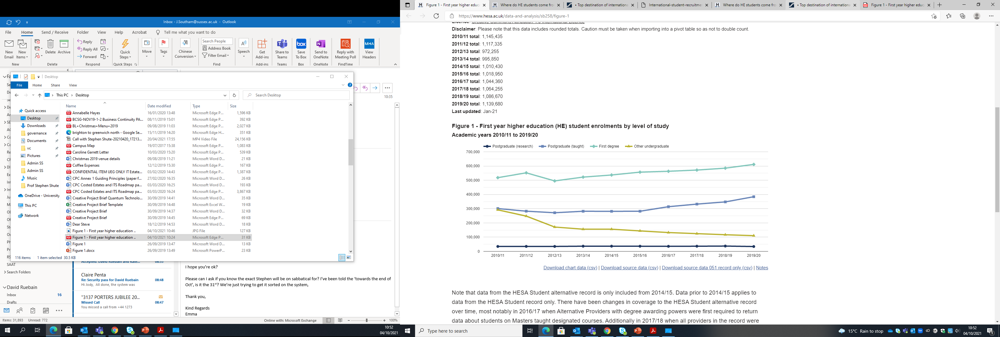 Inbox - J.Southam@sussex.ac.uk - Outlook
File Home Send / Receive Folder View Help Acrobat Tell me what you want to do
New Email
New Items
New
Delete Archive
Delete
Reply
Reply All
Forward
Respond
Quick Steps
Quick Steps
Move
Tags
Chinese Conversion
Search People
Address Book
Filter Email
Find
Speech
Get Add-ins
Add-ins
Share to Teams
Teams
box
Save To Box
Box
Send to OneNote
OneNote
Reply with Meeting Poll
FindTime
MHA
View Headers
Desktop
File Home Share View
This PC > Desktop
Search Desktop
10:35
Name Date modified Type Size
Quick access
Desktop
Downloads
governance
Documents
vc
Pictures
Admin SS
Admin SS
Music
Prof Stephen Shute
OneDrive - University
This PC
Network
Annabelle Hayes 16/01/2020 13:48 Microsoft Edge P... 1,596 KB
BCSG-NOV19-1-2 Business Continuity PA... 08/11/2019 15:01 Microsoft Edge P... 392 KB
BL+Christmas+Menu+2019 09/08/2019 11:03 Microsoft Edge P... 2,027 KB
brighton to greenwich north - Google Se... 15/11/2019 14:20 Microsoft Edge H... 351 KB
Call with Stephen Shute-20210420_17213... 20/04/2021 17:55 MP4 Video File 24,156 KB
Campus Map 19/07/2017 15:38 Microsoft Edge P... 1,083 KB
Caroline Garrett Letter 10/03/2020 15:20 Microsoft Edge P... 539 KB
Christmas 2019 venue details 09/08/2019 11:21 Microsoft Word D... 21 KB
Coffee Expenses 12/12/2019 15:30 Microsoft Edge P... 167 KB
CONFIDENTIAL ITEM UEG ONLY IT Estate... 03/02/2020 14:43 Microsoft Edge P... 1,387 KB
CPC Annex 1 Guiding Principles (paper f... 27/02/2020 16:35 Microsoft Word D... 26 KB
CPC Costed Estates and ITS Roadmap pa... 03/03/2020 16:25 Microsoft Word D... 193 KB
CPC Costed Estates and ITS Roadmap pa... 03/03/2020 16:24 Microsoft Edge P... 3,867 KB
Creative Project Brief Quantum Technolo... 30/09/2019 14:41 Microsoft Word D... 35 KB
Creative Project Brief Template 30/09/2019 14:48 Microsoft Excel W... 19 KB
Creative Project Brief 30/09/2019 14:37 Microsoft Word D... 32 KB
Creative Project Brief 30/09/2019 14:45 Microsoft Edge P... 69 KB
Dear Steve 18/12/2019 14:53 Microsoft Word D... 18 KB
Figure 1 - First year higher education .. 04/10/2021 10:46 JPG File 127 KB
Figure 1 - First year higher education .. 04/10/2021 10:24 Microsoft Edge P... 31 KB
Figure 1 26/09/2019 13:47 Microsoft Word D... 13 KB
Figure 1.docx 26/09/2019 13:49 Microsoft PowerP... 23 KB
116 items 1 item selected 30.5 KB
SAAT
Search Folders
David Ruebain
Inbox 16
Drafts
Accepted: David Ruebain and Kate... 08:55
Claire Penta
Re: Security pass for David Ruebain 08:48
Hi Jody, All done, the system was
"3137 PORTERS JUBILEE 20...
Missed Call 08:47
You missed a call from +44 1273
I hope you're ok?
Please can I ask if you know the exact Stephen will be on sabbatical for? I've been told the 'towards the end of
Oct', is it the 31st? We're just trying to get it sorted on the system,
Thank you,
Kind Regards
Emma
Items: 31,893 Unread: 772 Online with: Microsoft Exchange 100%
10:52
04/10/2021
Figure 1 - First year higher educ
Where do HE students come fro
• Top destination of internationa
International-student-recruitme
Where do HE students come fro
• Top destination of internationa
Figure 1 - First year higher educ
https://www.hesa.ac.uk/data-and-analysis/sb258/figure-1
Licence: Creative Commons Attribution 4.0 International Licence
Disclaimer: Please note that this data includes rounded totals. Caution must be taken when importing into a pivot table so as not to double count.
2010/11 total: 1,145,435
2011/12 total: 1,117,335
2012/13 total: 972,255
2013/14 total: 995,850
2014/15 total: 1,010,430
2015/16 total: 1,018,950
2016/17 total: 1,044,360
2017/18 total: 1,064,255
2018/19 total: 1,086,670
2019/20 total: 1,139,680
Last updated: Jan-21
Figure 1 - First year higher education (HE) student enrolments by level of study
Academic years 2010/11 to 2019/20
Postgraduate (research) Postgraduate (taught) First degree Other undergraduate
700,000
600,000
500,000
400,000
300,000
200,000
100,000
0
2010/11 2011/12 2012/13 2013/14 2014/15 2015/16 2016/17 2017/18 2018/19 2019/20
Download chart data (csv) | Download source data (csv) | Download source data 051 record only (csv) | Notes
Note that data from the HESA Student alternative record is only included from 2014/15. Data prior to 2014/15 applies to
data from the HESA Student record only. There have been changes in coverage to the HESA Student alternative record
over time, most notably in 2016/17 when Alternative Providers with degree awarding powers were first required to return
data about students on Masters taught designated courses. Additionally in 2017/18 when all providers in the record were
Type here to search
15°C Rain to stop
10:52
04/10/2021